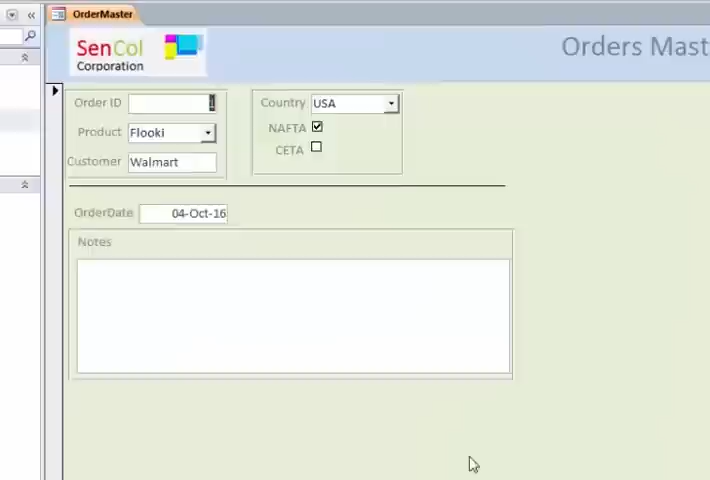 OrderMaster
SenCol
Corporation
Orders Mast
Order ID 1
Product Flooki
Customer Walmart
Country USA
NAFTA
CETA
OrderDate 04-Oct-16
Notes